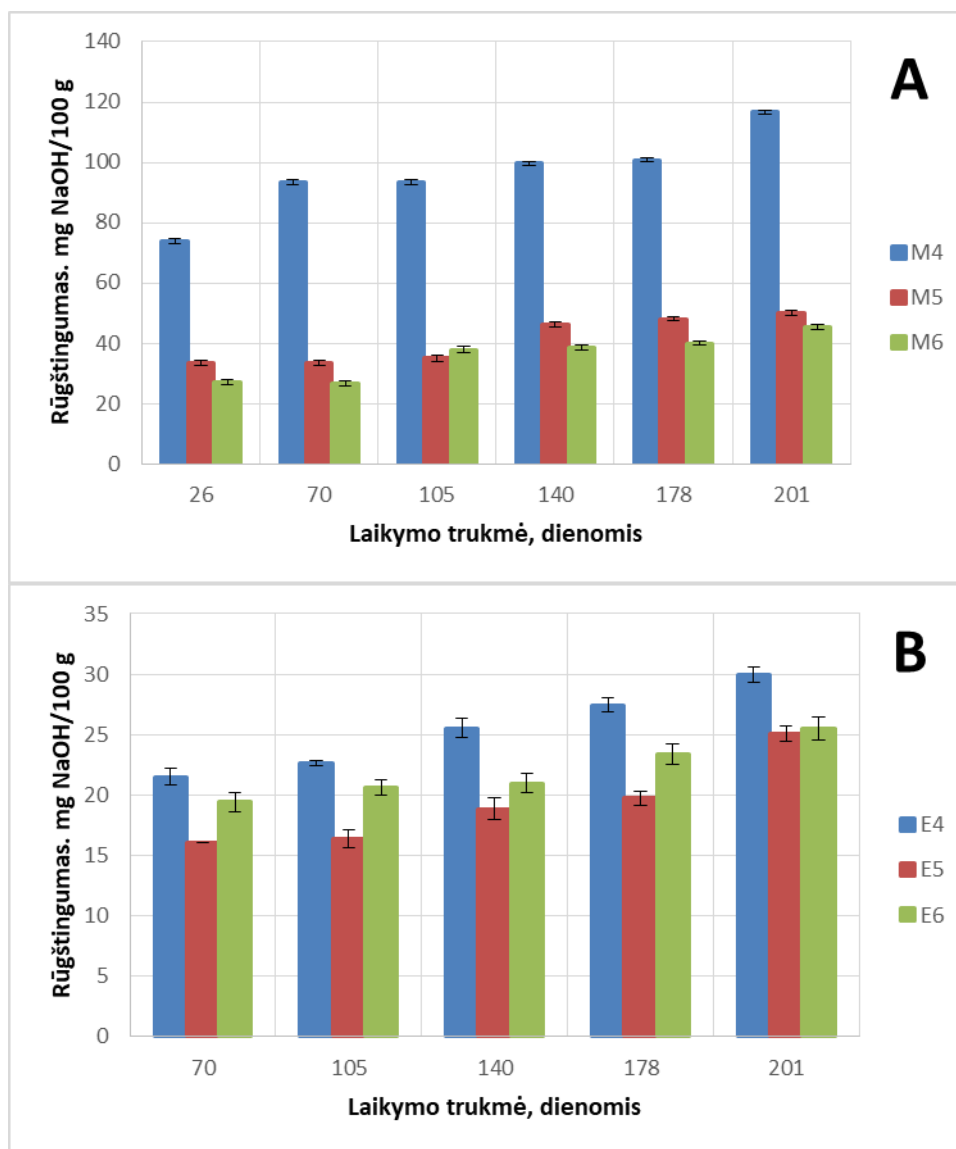 A
Rūgštingumas. mg NaOH/100 g
140
120
100
80
60
40
20
0
26 70 105 140 178 201
Laikymo trukmė, dienomis
M4
M5
M6
B
Rūgštingumas. mg NaOH/100 g
35
30
25
20
15
10
5
0
70 105 140 178 201
Laikymo trukmė, dienomis
E4
E5
E6